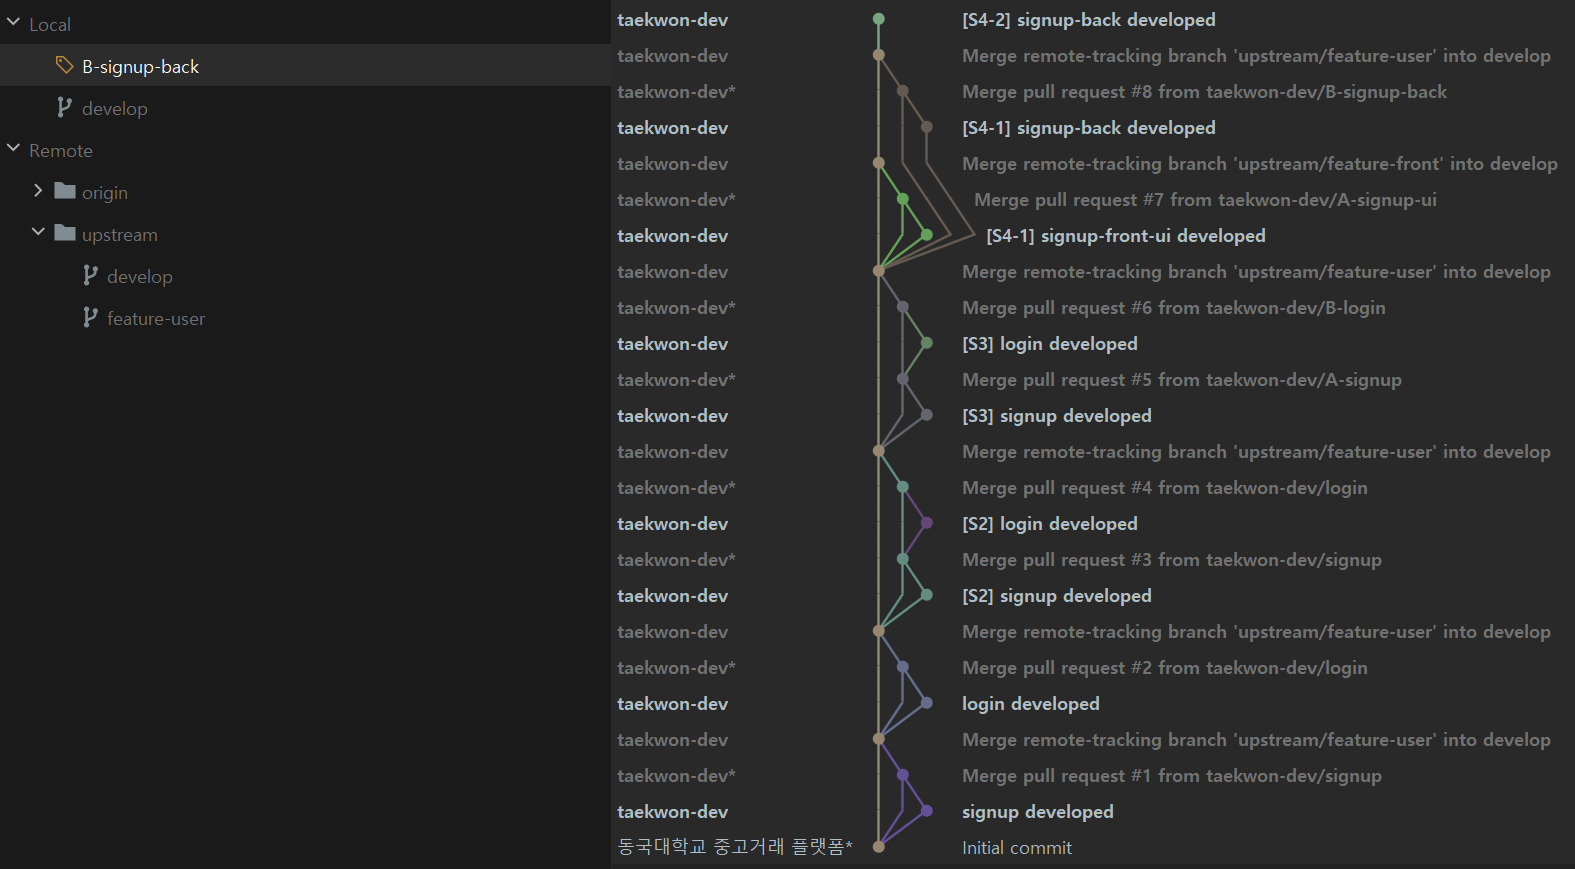 Local
B-signup-back
develop
Remote
origin
upstream
develop
feature-user
taekwon-dev [S4-2] signup-back developed
taekwon-dev Merge remote-tracking branch 'upstream/feature-user' into develop
taekwon-dev* Merge pull request #8 from taekwon-dev/B-signup-back
taekwon-dev [S4-1] signup-back developed
taekwon-dev Merge remote-tracking branch 'upstream/feature-front' into develop
taekwon-dev* Merge pull request #7 from taekwon-dev/A-signup-ui
taekwon-dev [S4-1] signup-front-ui developed
taekwon-dev Merge remote-tracking branch 'upstream/feature-user' into develop
taekwon-dev* Merge pull request #6 from taekwon-dev/B-login
taekwon-dev [S3] login developed
taekwon-dev* Merge pull request #5 from taekwon-dev/A-signup
taekwon-dev [S3] signup developed
taekwon-dev Merge remote-tracking branch 'upstream/feature-user' into develop
taekwon-dev* Merge pull request #4 from taekwon-dev/login
taekwon-dev [S2] login developed
taekwon-dev* Merge pull request #3 from taekwon-dev/signup
taekwon-dev [S2] signup developed
taekwon-dev Merge remote-tracking branch 'upstream/feature-user' into develop
taekwon-dev* Merge pull request #2 from taekwon-dev/login
taekwon-dev login developed
taekwon-dev Merge remote-tracking branch 'upstream/feature-user' into develop
taekwon-dev* Merge pull request #1 from taekwon-dev/signup
taekwon-dev signup developed
동국대학교 중고거래 플랫폼* Initial commit